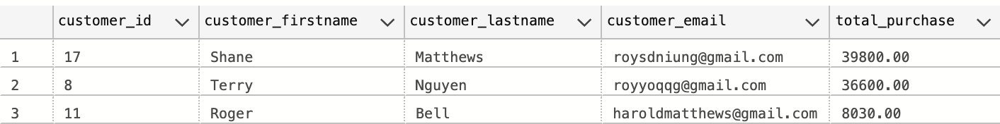 customer_id customer_firstname customer_lastname customer_email total_purchase
1 17 Shane Matthews roysdniung@gmail.com 39800.00
2 8 Terry Nguyen royyoqqg@gmail.com 36600.00
3 11 Roger Bell haroldmatthews@gmail.com 8030.00